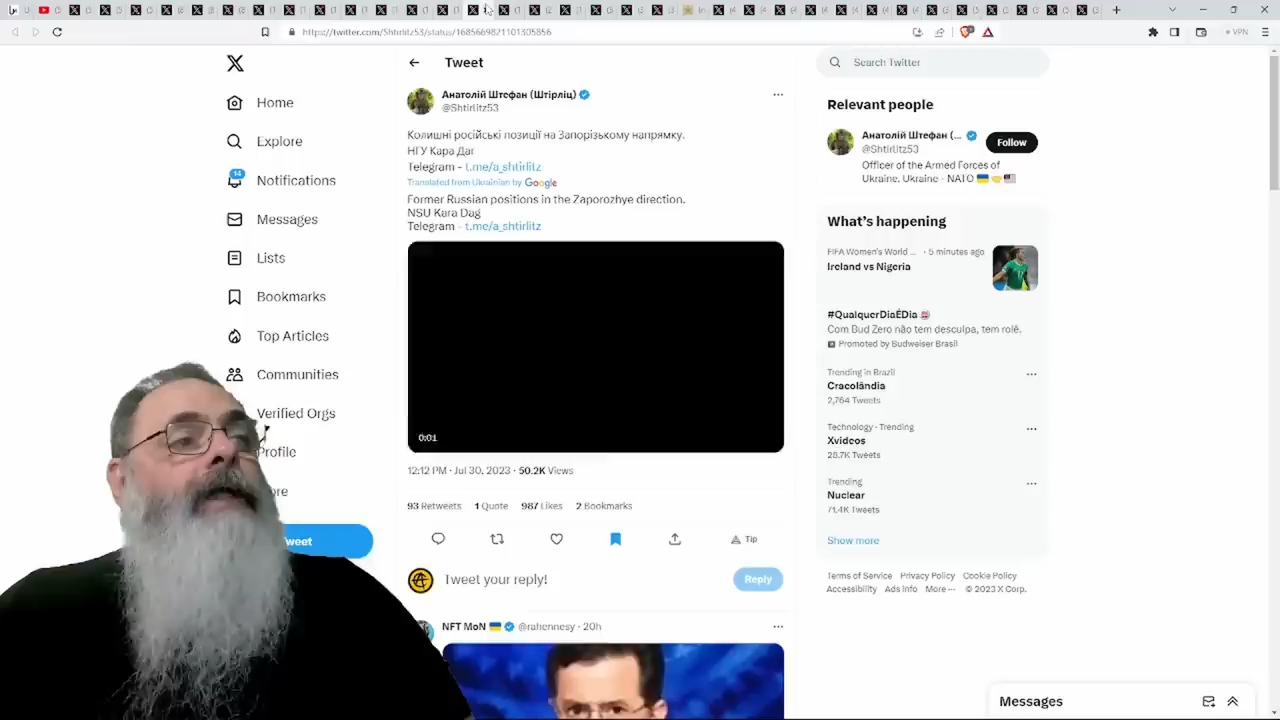 https://twitter.com/Shtirlitz53/status/1685669821101305856
VPN
Home
Explore
14
Notifications
Messages
Lists
Bookmarks
Top Articles
Communities
Verified Orgs
Profile
ore
weet
Tweet
Анатолій Штефан (Штірліц)
@Shtirlitz53
Колишні російські позиції на Запорізькому напрямку.
НГУ Кара Даг
Telegram - t.me/a_shtirlitz
Translated from Ukrainian by Google
Former Russian positions in the Zaporozhye direction.
NSU Kara Dag
Telegram - t.me/a_shtirlitz
0:01
12:12 PM · Jul 30, 2023 · 50.2K Views
93 Retweets 1 Quote 987 Likes 2 Bookmarks
Tip
Tweet your reply!
Reply
NFT MoN @rahennesy · 20h
Search Twitter
Relevant people
Анатолій Штефан (...
@Shtirlitz53
Follow
Officer of the Armed Forces of
Ukraine. Ukraine - NATO
What's happening
FIFA Women's World ... · 5 minutes ago
Ireland vs Nigeria
#QualquerDiaÉDia
Com Bud Zero não tem desculpa, tem rolê.
Promoted by Budweiser Brasil
Trending in Brazil
Cracolândia
2,764 Tweets
Technology · Trending
Xvideos
28.7K Tweets
Trending
Nuclear
71.4K Tweets
Show more
Terms of Service Privacy Policy Cookie Policy
Accessibility Ads info More ··· © 2023 X Corp.
Messages